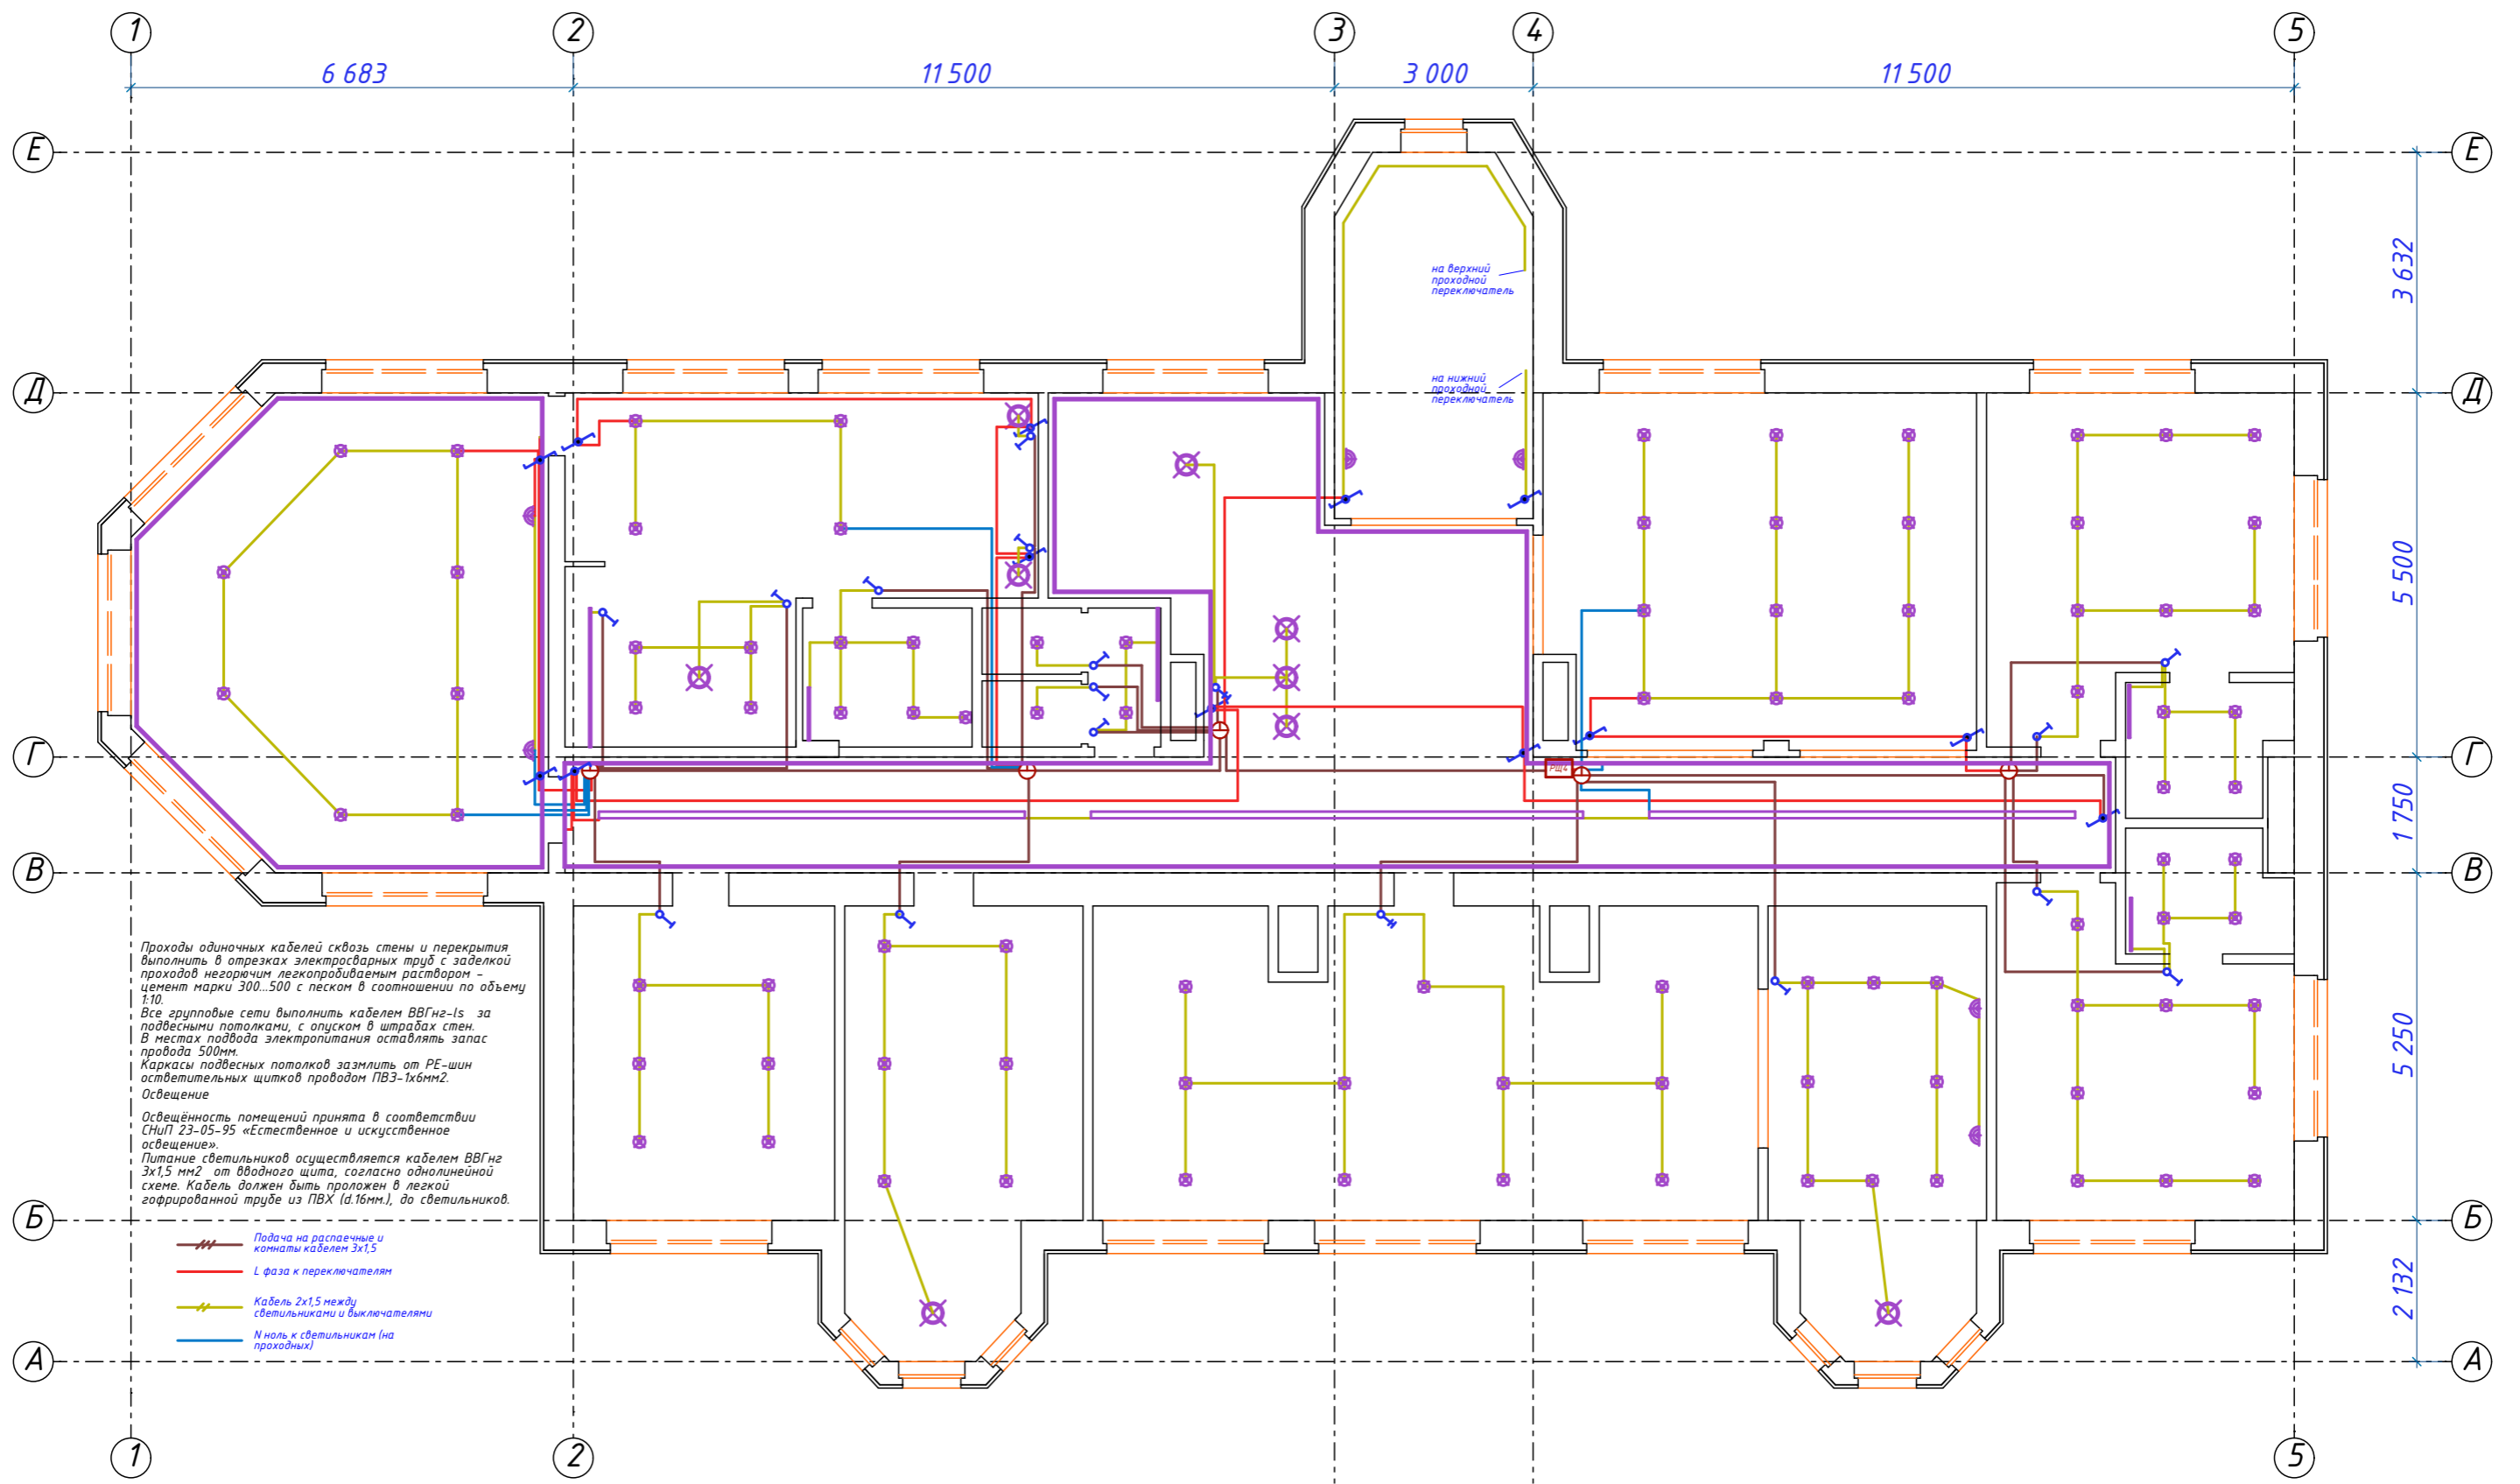 1 2 3 4 5
6 683 11 500 3 000 11 500
Е Е
3 632
на верхний
проходной
переключатель
на нижний
проходной
переключатель
Д Д
5 500
Г Г
РЩ4
1 750
В В
Проходы одиночных кабелей сквозь стены и перекрытия
выполнить в отрезках электросварных труб с заделкой
проходов негорючим легкопробиваемым раствором -
цемент марки 300...500 с песком в соотношении по объему
1:10.
Все групповые сети выполнить кабелем ВВГнг-ls за
подвесными потолками, с опуском в штрабах стен.
В местах подвода электропитания оставлять запас
провода 500мм.
Каркасы подвесных потолков зазмлить от РЕ-шин
остветительных щитков проводом ПВ3-1х6мм2.
Освещение
Освещённость помещений принята в соответствии
СНиП 23-05-95 «Естественное и искусственное
освещение».
Питание светильников осуществляется кабелем ВВГнг
3х1,5 мм2 от вводного щита, согласно однолинейной
схеме. Кабель должен быть проложен в легкой
гофрированной трубе из ПВХ (d.16мм.), до светильников.
5 250
Б Б
Подача на распаечные и
комнаты кабелем 3х1,5
L фаза к переключателям
Кабель 2х1,5 между
светильниками и выключателями
N ноль к светильникам (на
проходных)
2 132
А А
1 2 5